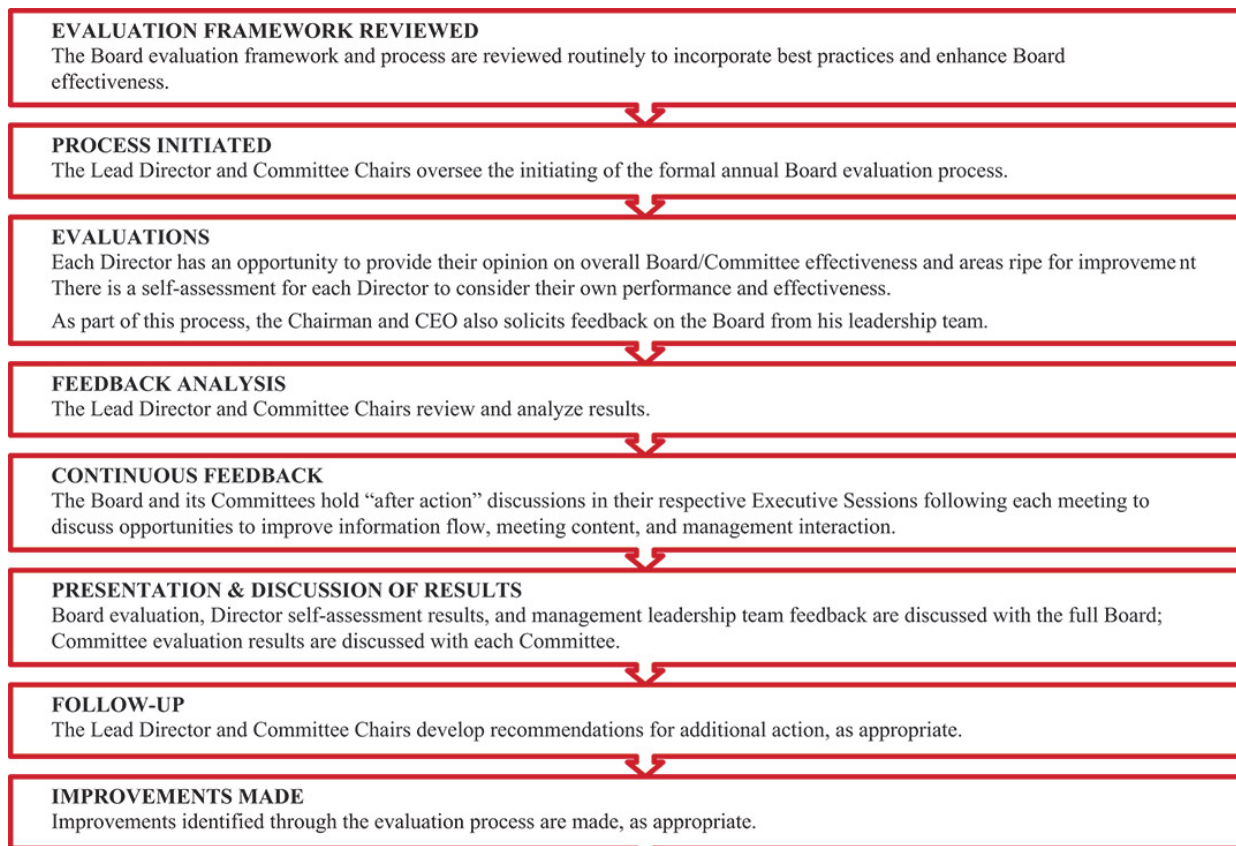 EVALUATION FRAMEWORK REVIEWED
The Board evaluation framework and process are reviewed routinely to incorporate best practices and enhance Board
effectiveness.
PROCESS INITIATED
The Lead Director and Committee Chairs oversee the initiating of the formal annual Board evaluation process.
EVALUATIONS
Each Director has an opportunity to provide their opinion on overall Board/Committee effectiveness and areas ripe for improvement
There is a self-assessment for each Director to consider their own performance and effectiveness.
As part of this process, the Chairman and CEO also solicits feedback on the Board from his leadership team.
FEEDBACK ANALYSIS
The Lead Director and Committee Chairs review and analyze results.
CONTINUOUS FEEDBACK
The Board and its Committees hold “after action” discussions in their respective Executive Sessions following each meeting to
discuss opportunities to improve information flow, meeting content, and management interaction.
PRESENTATION & DISCUSSION OF RESULTS
Board evaluation, Director self-assessment results, and management leadership team feedback are discussed with the full Board;
Committee evaluation results are discussed with each Committee.
FOLLOW-UP
The Lead Director and Committee Chairs develop recommendations for additional action, as appropriate.
IMPROVEMENTS MADE
Improvements identified through the evaluation process are made, as appropriate.